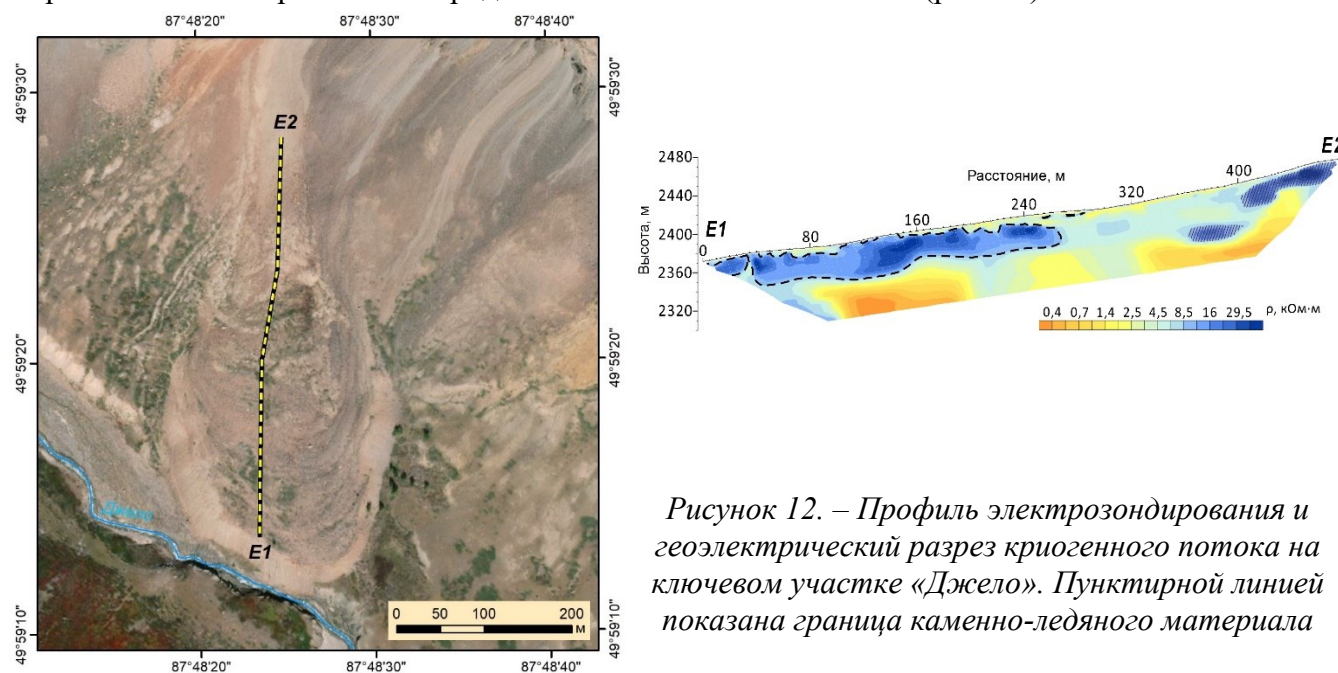 87°48'20" 87°48'30" 87°48'40"
49°59'30" 49°59'30"
E2
49°59'20" 49°59'20"
E1
0 50 100 200
м
49°59'10" 49°59'10"
87°48'20" 87°48'30" 87°48'40"
E2
2480
2440
2400
2360
2320
Высота, м
Расстояние, м
E1
0 80 160 240 320 400
0,4 0,7 1,4 2,5 4,5 8,5 16 29,5 ρ, кОм·м
Рисунок 12. – Профиль электрозондирования и
геоэлектрический разрез криогенного потока на
ключевом участке «Джело». Пунктирной линией
показана граница каменно-ледяного материала